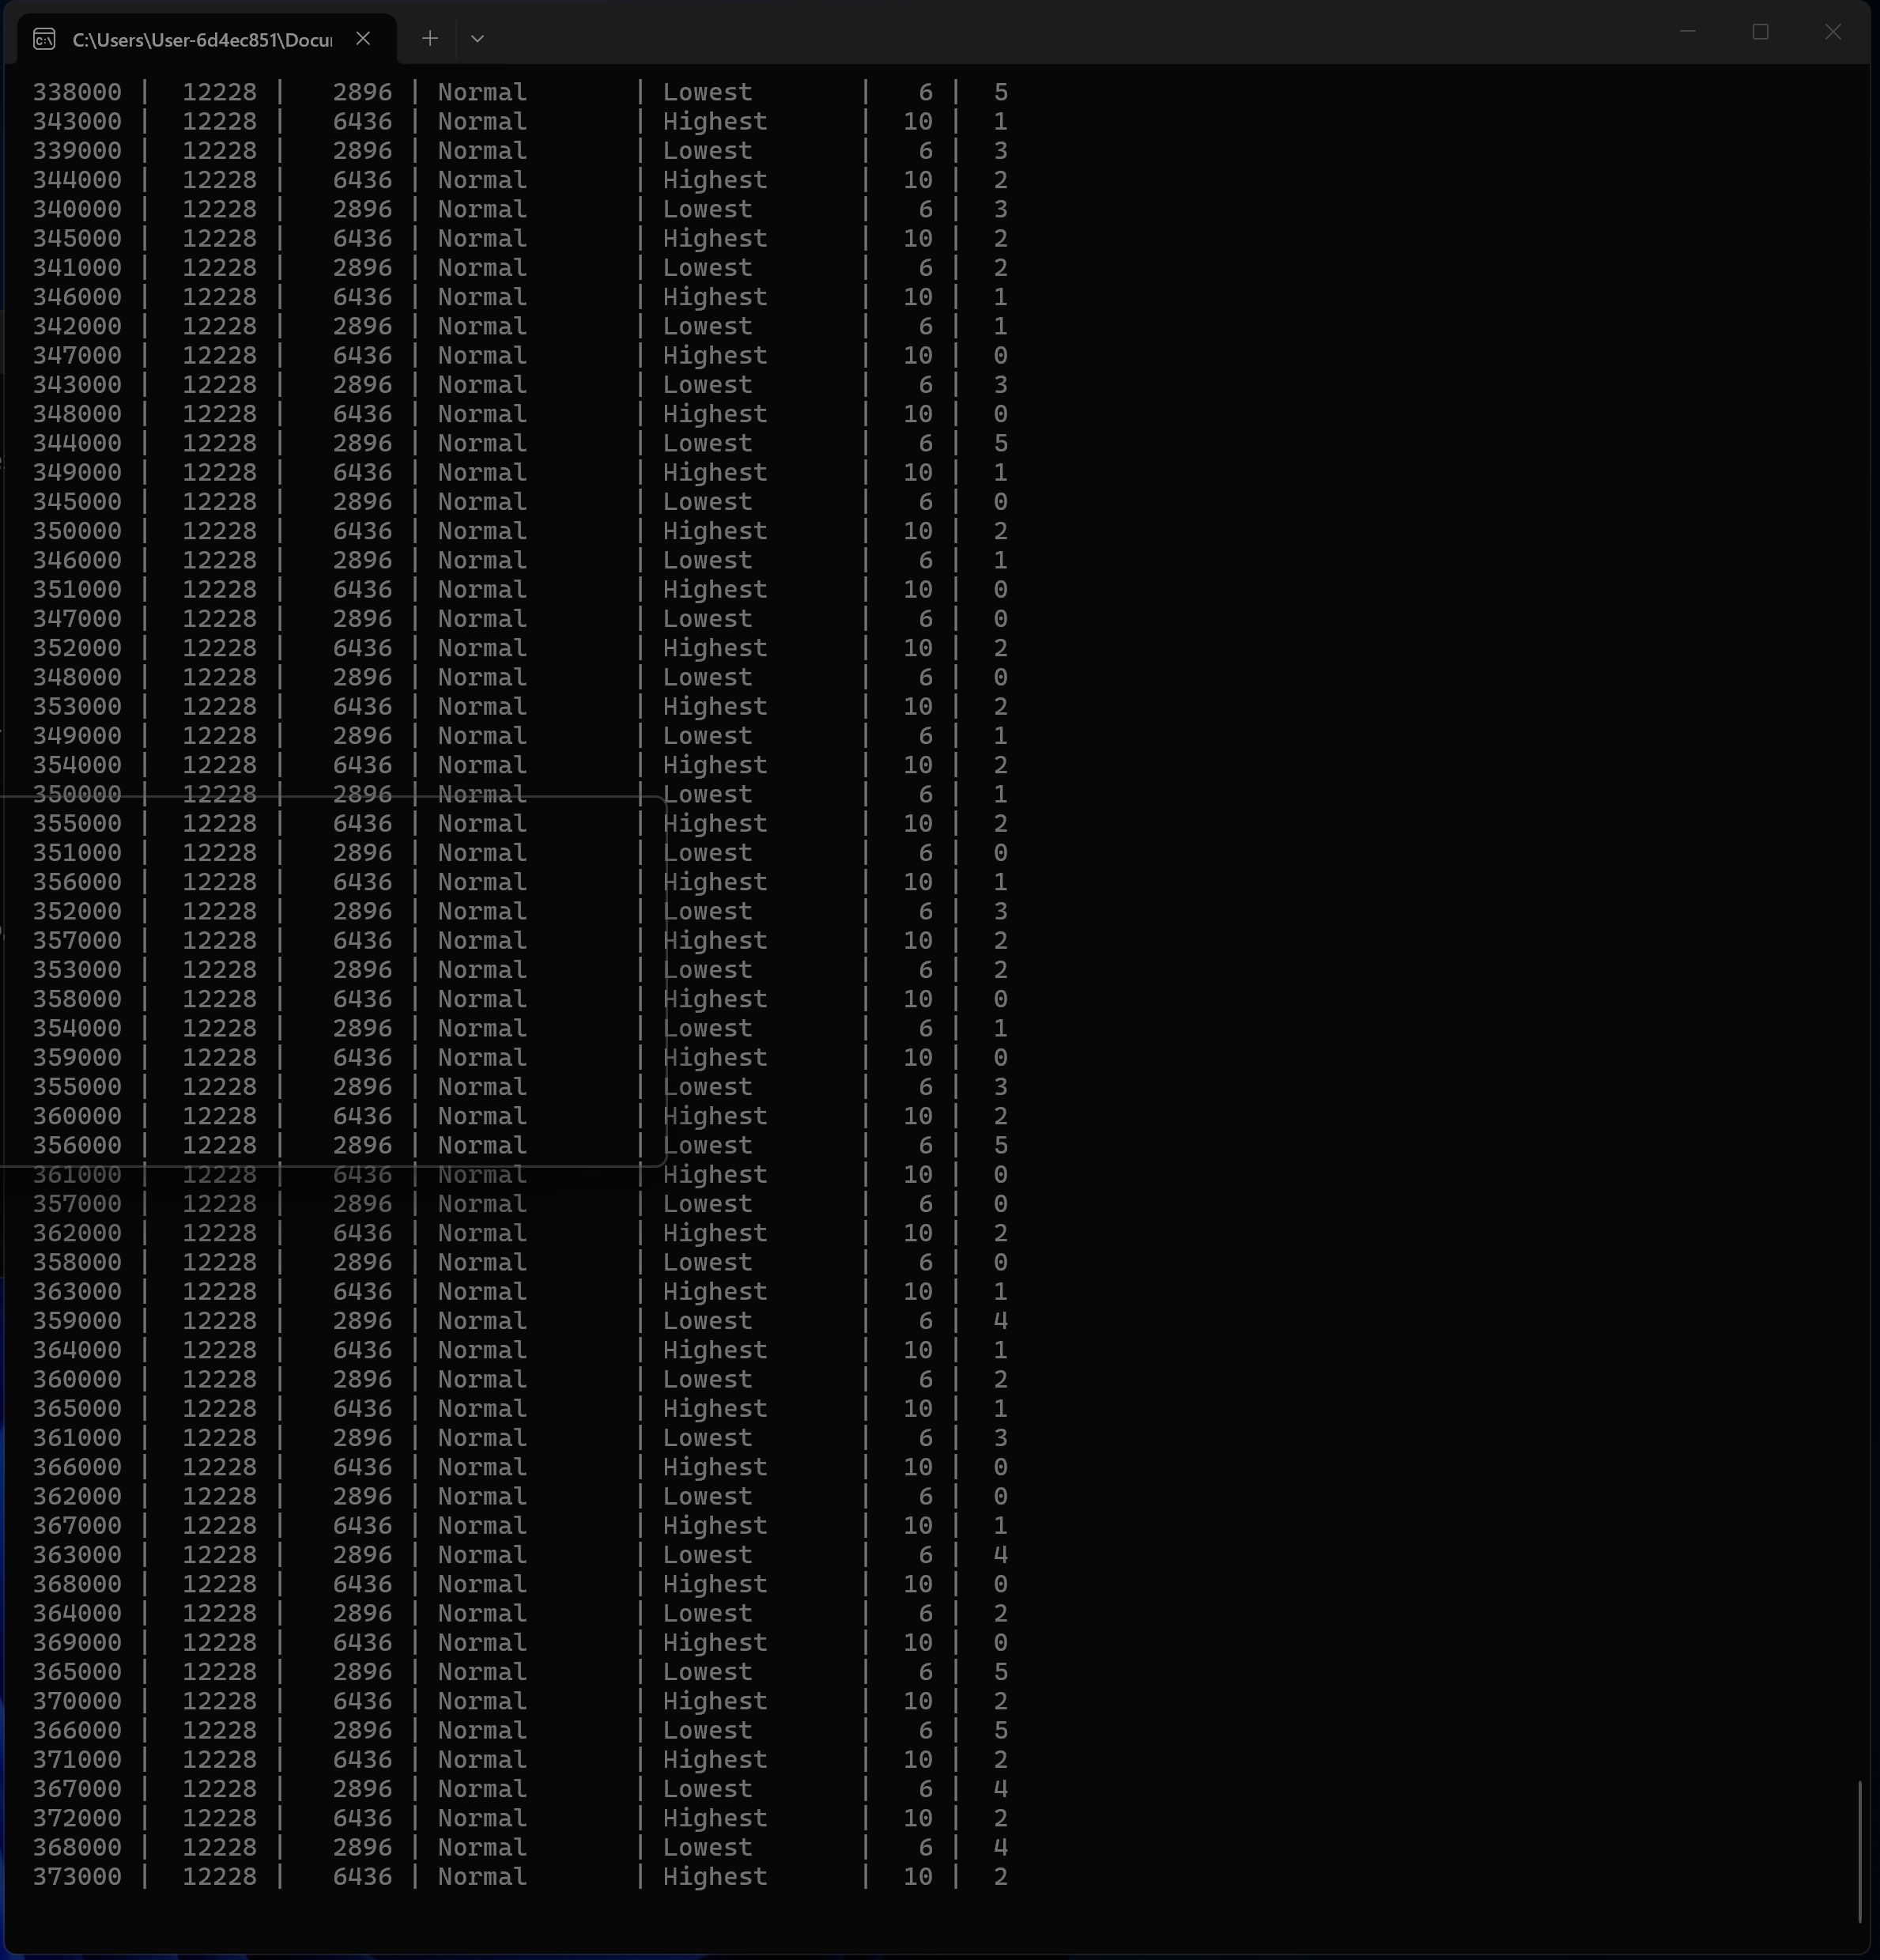 C:\Users\User-6d4ec851\Docu
338000 |  12228 |   2896 | Normal       | Lowest       |   6 |  5
343000 |  12228 |   6436 | Normal       | Highest      |  10 |  1
339000 |  12228 |   2896 | Normal       | Lowest       |   6 |  3
344000 |  12228 |   6436 | Normal       | Highest      |  10 |  2
340000 |  12228 |   2896 | Normal       | Lowest       |   6 |  3
345000 |  12228 |   6436 | Normal       | Highest      |  10 |  2
341000 |  12228 |   2896 | Normal       | Lowest       |   6 |  2
346000 |  12228 |   6436 | Normal       | Highest      |  10 |  1
342000 |  12228 |   2896 | Normal       | Lowest       |   6 |  1
347000 |  12228 |   6436 | Normal       | Highest      |  10 |  0
343000 |  12228 |   2896 | Normal       | Lowest       |   6 |  3
348000 |  12228 |   6436 | Normal       | Highest      |  10 |  0
344000 |  12228 |   2896 | Normal       | Lowest       |   6 |  5
349000 |  12228 |   6436 | Normal       | Highest      |  10 |  1
345000 |  12228 |   2896 | Normal       | Lowest       |   6 |  0
350000 |  12228 |   6436 | Normal       | Highest      |  10 |  2
346000 |  12228 |   2896 | Normal       | Lowest       |   6 |  1
351000 |  12228 |   6436 | Normal       | Highest      |  10 |  0
347000 |  12228 |   2896 | Normal       | Lowest       |   6 |  0
352000 |  12228 |   6436 | Normal       | Highest      |  10 |  2
348000 |  12228 |   2896 | Normal       | Lowest       |   6 |  0
353000 |  12228 |   6436 | Normal       | Highest      |  10 |  2
349000 |  12228 |   2896 | Normal       | Lowest       |   6 |  1
354000 |  12228 |   6436 | Normal       | Highest      |  10 |  2
350000 |  12228 |   2896 | Normal       | Lowest       |   6 |  1
355000 |  12228 |   6436 | Normal       | Highest      |  10 |  2
351000 |  12228 |   2896 | Normal       | Lowest       |   6 |  0
356000 |  12228 |   6436 | Normal       | Highest      |  10 |  1
352000 |  12228 |   2896 | Normal       | Lowest       |   6 |  3
357000 |  12228 |   6436 | Normal       | Highest      |  10 |  2
353000 |  12228 |   2896 | Normal       | Lowest       |   6 |  2
358000 |  12228 |   6436 | Normal       | Highest      |  10 |  0
354000 |  12228 |   2896 | Normal       | Lowest       |   6 |  1
359000 |  12228 |   6436 | Normal       | Highest      |  10 |  0
355000 |  12228 |   2896 | Normal       | Lowest       |   6 |  3
360000 |  12228 |   6436 | Normal       | Highest      |  10 |  2
356000 |  12228 |   2896 | Normal       | Lowest       |   6 |  5
361000 |  12228 |   6436 | Normal       | Highest      |  10 |  0
357000 |  12228 |   2896 | Normal       | Lowest       |   6 |  0
362000 |  12228 |   6436 | Normal       | Highest      |  10 |  2
358000 |  12228 |   2896 | Normal       | Lowest       |   6 |  0
363000 |  12228 |   6436 | Normal       | Highest      |  10 |  1
359000 |  12228 |   2896 | Normal       | Lowest       |   6 |  4
364000 |  12228 |   6436 | Normal       | Highest      |  10 |  1
360000 |  12228 |   2896 | Normal       | Lowest       |   6 |  2
365000 |  12228 |   6436 | Normal       | Highest      |  10 |  1
361000 |  12228 |   2896 | Normal       | Lowest       |   6 |  3
366000 |  12228 |   6436 | Normal       | Highest      |  10 |  0
362000 |  12228 |   2896 | Normal       | Lowest       |   6 |  0
367000 |  12228 |   6436 | Normal       | Highest      |  10 |  1
363000 |  12228 |   2896 | Normal       | Lowest       |   6 |  4
368000 |  12228 |   6436 | Normal       | Highest      |  10 |  0
364000 |  12228 |   2896 | Normal       | Lowest       |   6 |  2
369000 |  12228 |   6436 | Normal       | Highest      |  10 |  0
365000 |  12228 |   2896 | Normal       | Lowest       |   6 |  5
370000 |  12228 |   6436 | Normal       | Highest      |  10 |  2
366000 |  12228 |   2896 | Normal       | Lowest       |   6 |  5
371000 |  12228 |   6436 | Normal       | Highest      |  10 |  2
367000 |  12228 |   2896 | Normal       | Lowest       |   6 |  4
372000 |  12228 |   6436 | Normal       | Highest      |  10 |  2
368000 |  12228 |   2896 | Normal       | Lowest       |   6 |  4
373000 |  12228 |   6436 | Normal       | Highest      |  10 |  2